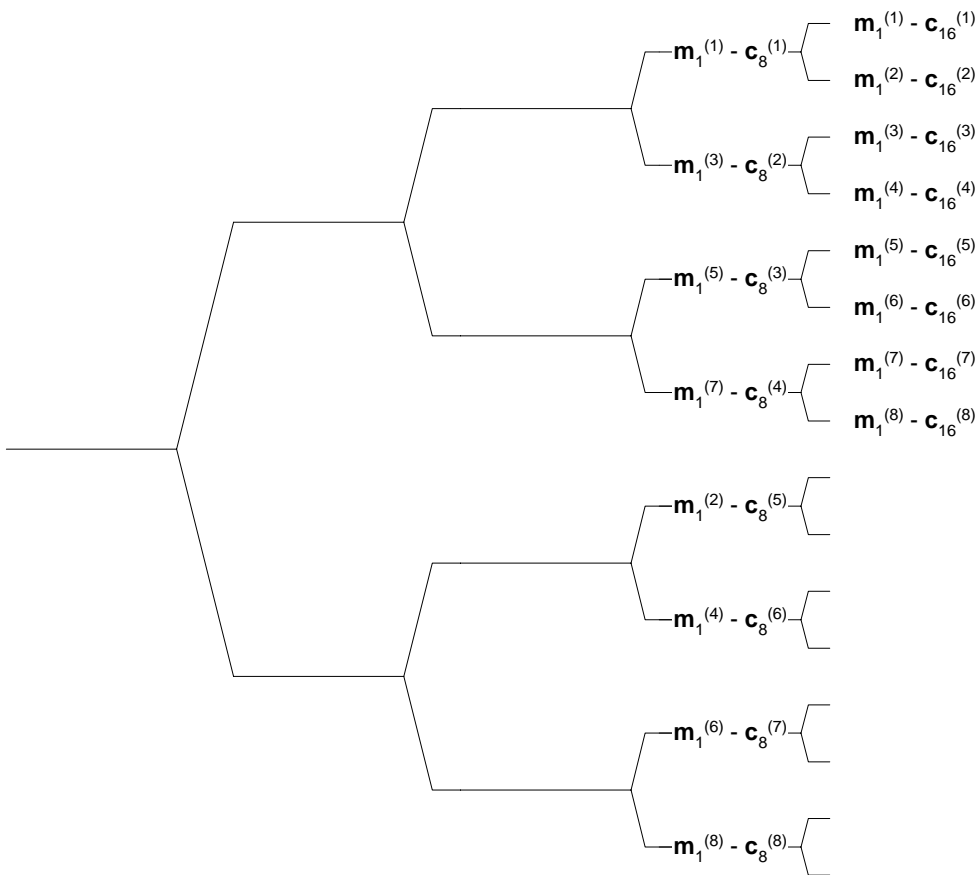 m₁⁽¹⁾ - c₁₆⁽¹⁾
m₁⁽¹⁾ - c₈⁽¹⁾
m₁⁽²⁾ - c₁₆⁽²⁾
m₁⁽³⁾ - c₁₆⁽³⁾
m₁⁽³⁾ - c₈⁽²⁾
m₁⁽⁴⁾ - c₁₆⁽⁴⁾
m₁⁽⁵⁾ - c₁₆⁽⁵⁾
m₁⁽⁵⁾ - c₈⁽³⁾
m₁⁽⁶⁾ - c₁₆⁽⁶⁾
m₁⁽⁷⁾ - c₁₆⁽⁷⁾
m₁⁽⁷⁾ - c₈⁽⁴⁾
m₁⁽⁸⁾ - c₁₆⁽⁸⁾
m₁⁽²⁾ - c₈⁽⁵⁾
m₁⁽⁴⁾ - c₈⁽⁶⁾
m₁⁽⁶⁾ - c₈⁽⁷⁾
m₁⁽⁸⁾ - c₈⁽⁸⁾